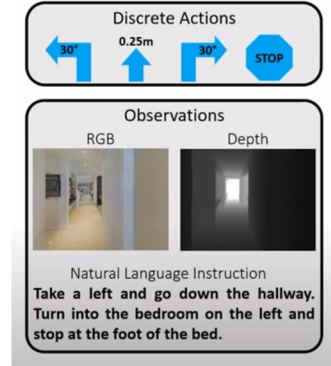 Discrete Actions
30°
0.25m
30°
STOP
Observations
RGB
Depth
Natural Language Instruction
Take a left and go down the hallway.
Turn into the bedroom on the left and
stop at the foot of the bed.